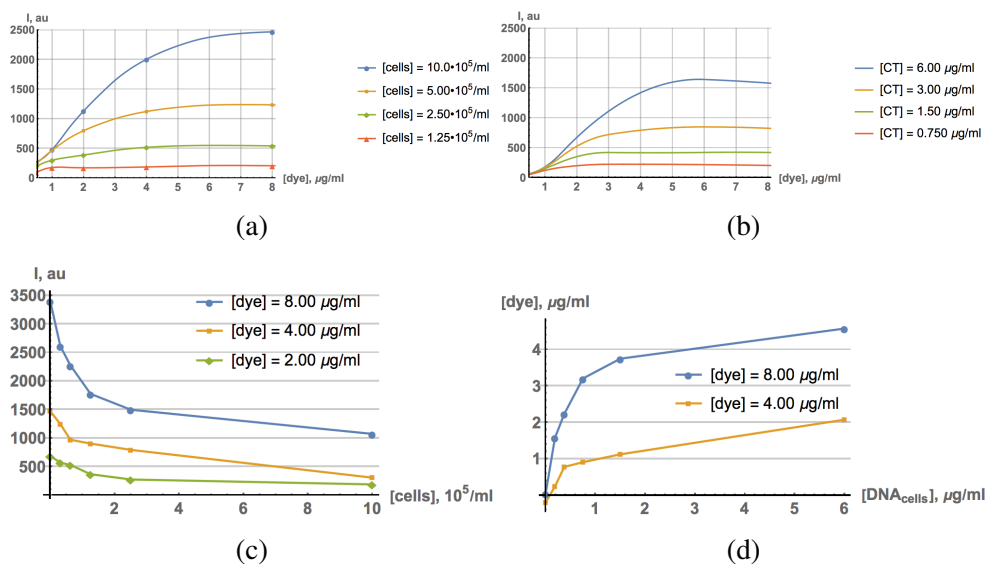 I, au
2500
2000
1500
1000
500
0
1 2 3 4 5 6 7 8
[dye], µg/ml
[cells] = 10.0•10⁵/ml
[cells] = 5.00•10⁵/ml
[cells] = 2.50•10⁵/ml
[cells] = 1.25•10⁵/ml
(a)
I, au
2500
2000
1500
1000
500
0
1 2 3 4 5 6 7 8
[dye], µg/ml
[CT] = 6.00 µg/ml
[CT] = 3.00 µg/ml
[CT] = 1.50 µg/ml
[CT] = 0.750 µg/ml
(b)
I, au
3500
3000
2500
2000
1500
1000
500
2 4 6 8 10
[cells], 10⁵/ml
[dye] = 8.00 µg/ml
[dye] = 4.00 µg/ml
[dye] = 2.00 µg/ml
(c)
[dye], µg/ml
4
3
2
1
1 2 3 4 5 6
[DNAcells], µg/ml
[dye] = 8.00 µg/ml
[dye] = 4.00 µg/ml
(d)